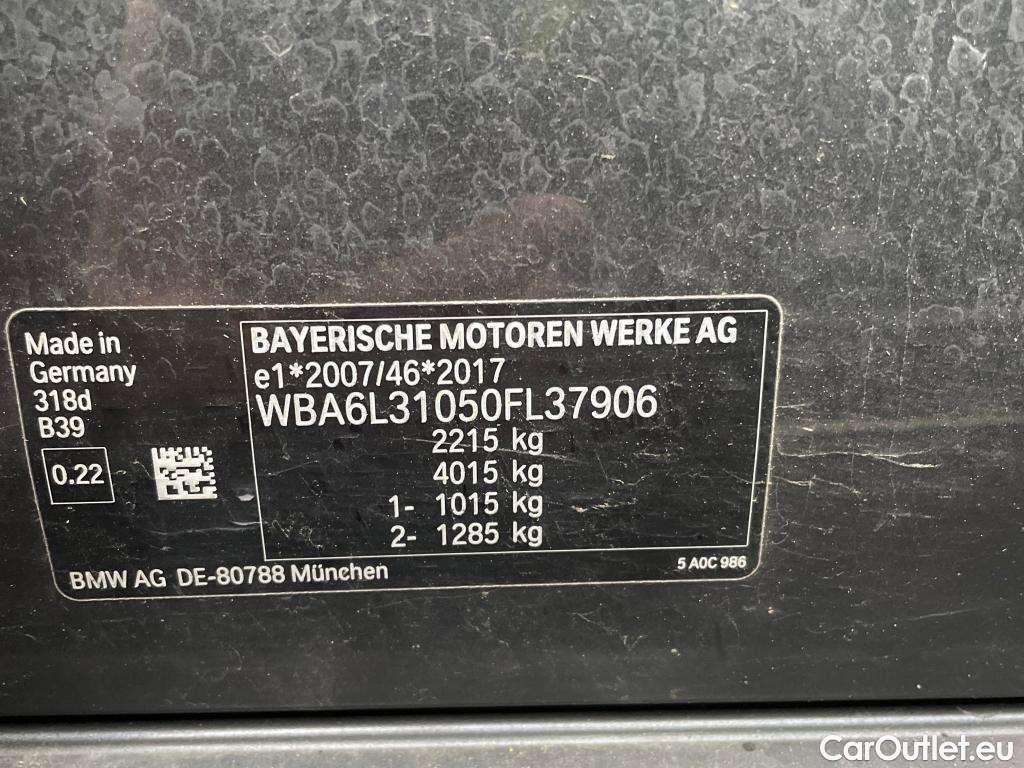 Made in
Germany
318d
B39
0.22
BAYERISCHE MOTOREN WERKE AG
e1*2007/46*2017
WBA6L31050FL37906
2215 kg
4015 kg
1- 1015 kg
2- 1285 kg
BMW AG DE-80788 München
5 A0C 986
CarOutlet.eu